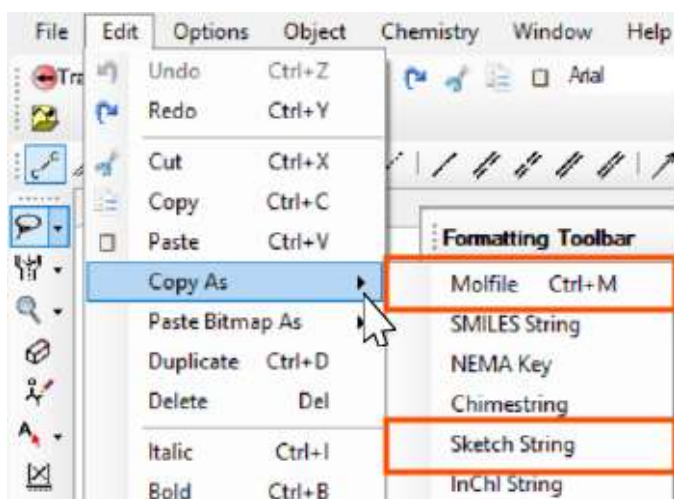 File Edit Options Object Chemistry Window Help
Undo Ctrl+Z
Arial
Redo Ctrl+Y
Cut Ctrl+X
Copy Ctrl+C
Paste Ctrl+V
Formatting Toolbar
Copy As
Molfile Ctrl+M
Paste Bitmap As
SMILES String
Duplicate Ctrl+D
NEMA Key
Delete Del
Chimestring
Italic Ctrl+I
Sketch String
Bold Ctrl+B
InChI String